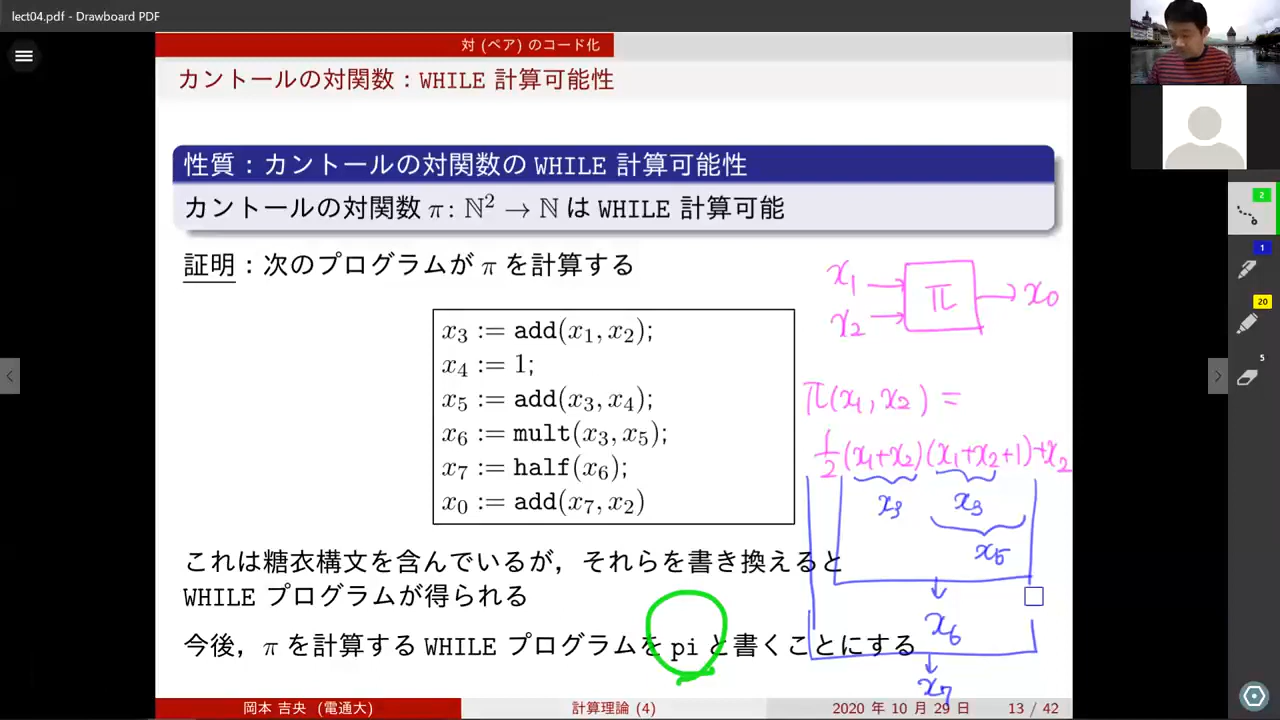 lect04.pdf - Drawboard PDF
対 (ペア) のコード化
カントールの対関数：WHILE 計算可能性
性質：カントールの対関数の WHILE 計算可能性
カントールの対関数 π: ℕ² → ℕ は WHILE 計算可能
証明：次のプログラムが π を計算する
x₃ := add(x₁, x₂);
x₄ := 1;
x₅ := add(x₃, x₄);
x₆ := mult(x₃, x₅);
x₇ := half(x₆);
x₀ := add(x₇, x₂)
x₁
x₂
π
x₀
π(x₁, x₂) =
½(x₁+x₂)(x₁+x₂+1)+x₂
x₃
x₃
x₅
x₆
x₇
これは糖衣構文を含んでいるが，それらを書き換えると
WHILE プログラムが得られる
今後，π を計算する WHILE プログラムを pi と書くことにする
岡本 吉央 (電通大)
計算理論 (4)
2020 年 10 月 29 日
13 / 42
2
1
20
5